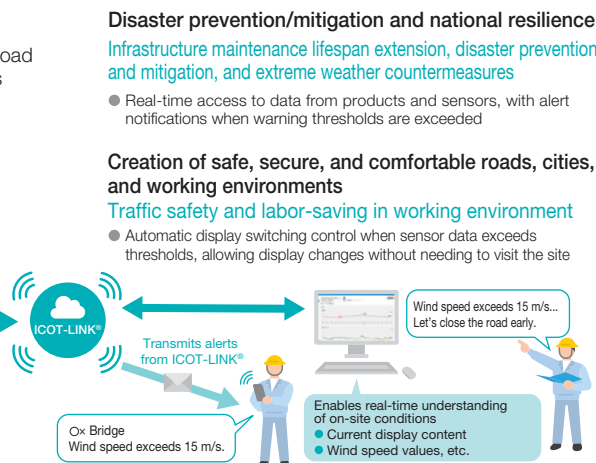 Disaster prevention/mitigation and national resilience
Infrastructure maintenance lifespan extension, disaster prevention
and mitigation, and extreme weather countermeasures
● Real-time access to data from products and sensors, with alert
notifications when warning thresholds are exceeded
Creation of safe, secure, and comfortable roads, cities,
and working environments
Traffic safety and labor-saving in working environment
● Automatic display switching control when sensor data exceeds
thresholds, allowing display changes without needing to visit the site
ICOT-LINK®
Transmits alerts
from ICOT-LINK®
○× Bridge
Wind speed exceeds 15 m/s.
Wind speed exceeds 15 m/s...
Let's close the road early.
Enables real-time understanding
of on-site conditions
● Current display content
● Wind speed values, etc.